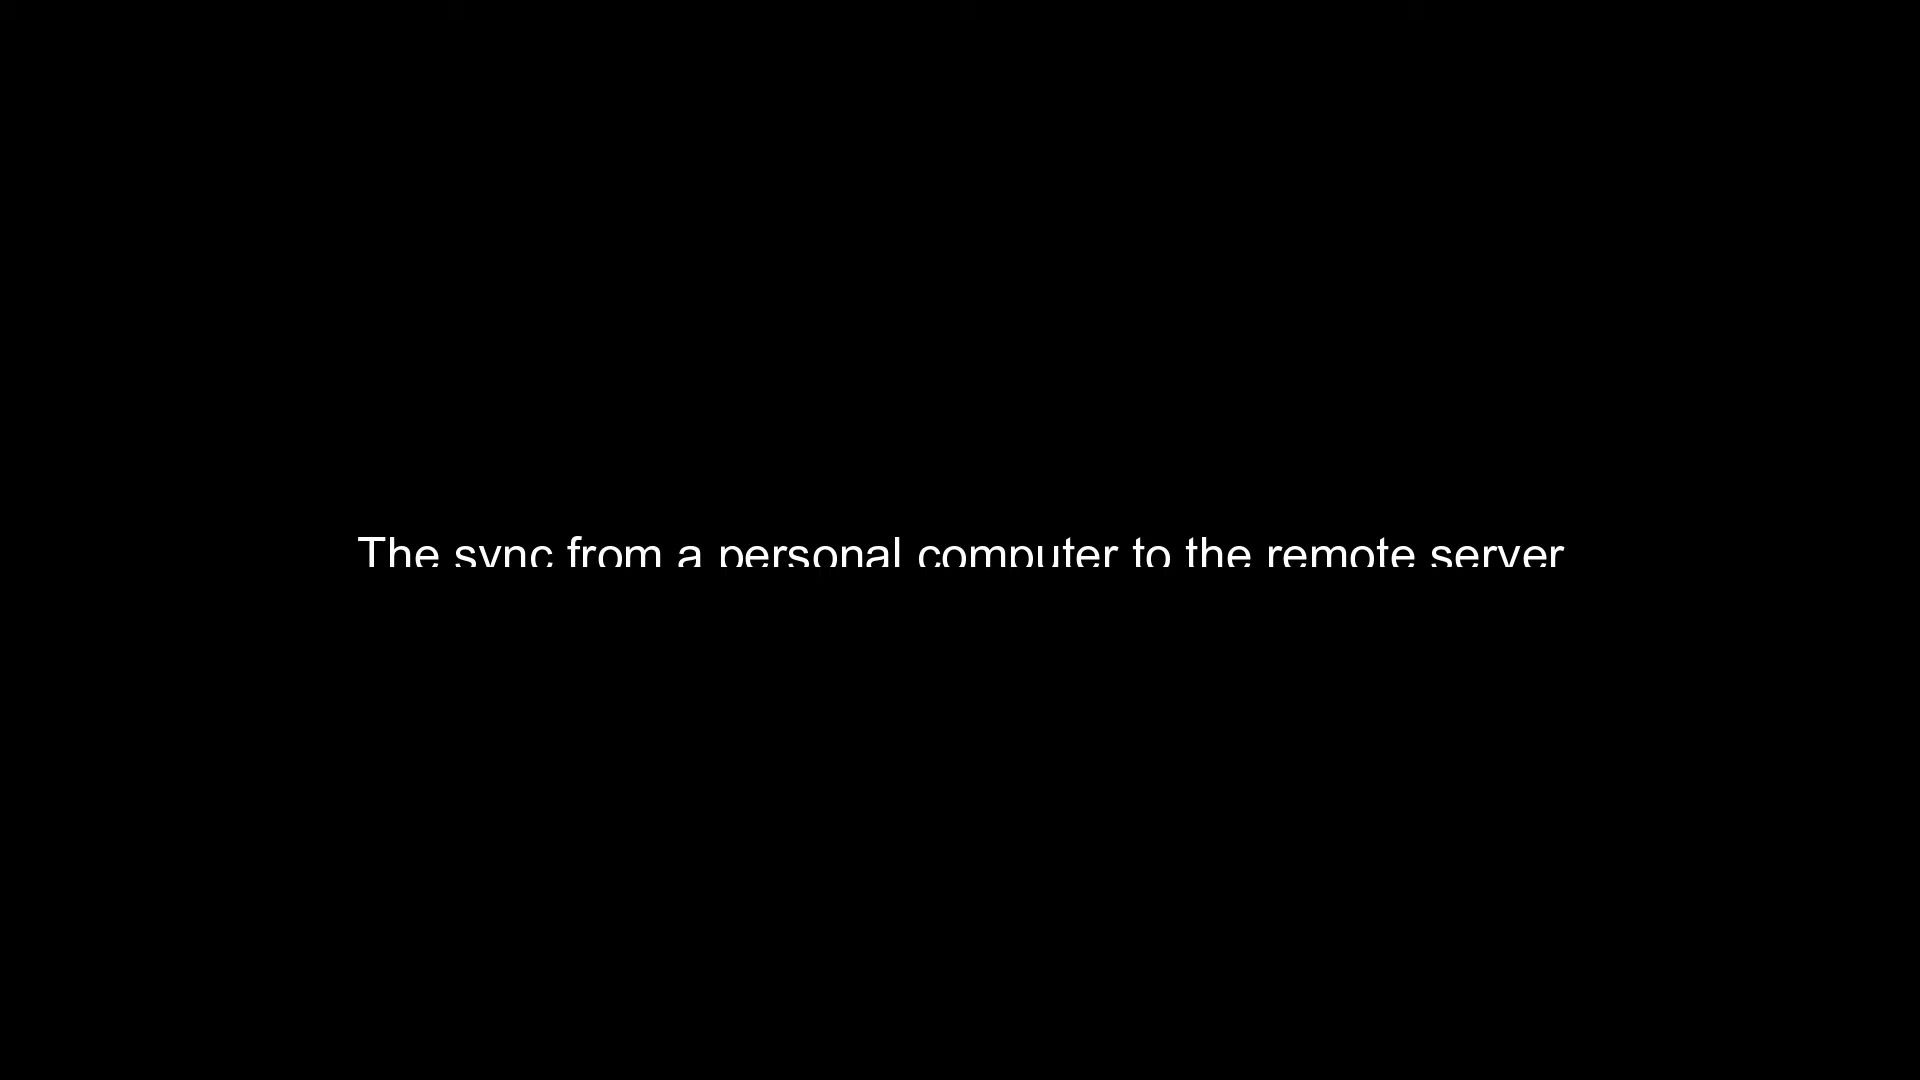 The sync from a personal computer to the remote server